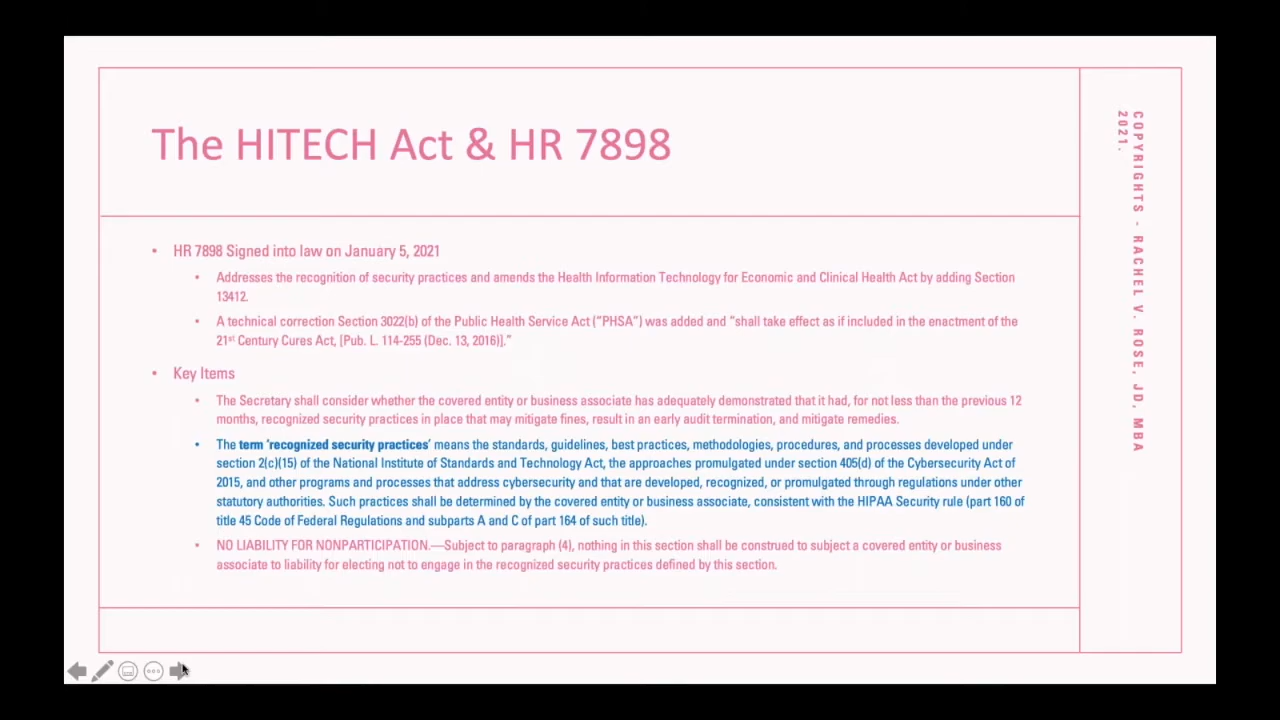 The HITECH Act & HR 7898
• HR 7898 Signed into law on January 5, 2021
• Addresses the recognition of security practices and amends the Health Information Technology for Economic and Clinical Health Act by adding Section
13412.
• A technical correction Section 3022(b) of the Public Health Service Act (“PHSA”) was added and “shall take effect as if included in the enactment of the
21st Century Cures Act, [Pub. L. 114-255 (Dec. 13, 2016)].”
• Key Items
• The Secretary shall consider whether the covered entity or business associate has adequately demonstrated that it had, for not less than the previous 12
months, recognized security practices in place that may mitigate fines, result in an early audit termination, and mitigate remedies.
• The term ‘recognized security practices’ means the standards, guidelines, best practices, methodologies, procedures, and processes developed under
section 2(c)(15) of the National Institute of Standards and Technology Act, the approaches promulgated under section 405(d) of the Cybersecurity Act of
2015, and other programs and processes that address cybersecurity and that are developed, recognized, or promulgated through regulations under other
statutory authorities. Such practices shall be determined by the covered entity or business associate, consistent with the HIPAA Security rule (part 160 of
title 45 Code of Federal Regulations and subparts A and C of part 164 of such title).
• NO LIABILITY FOR NONPARTICIPATION.—Subject to paragraph (4), nothing in this section shall be construed to subject a covered entity or business
associate to liability for electing not to engage in the recognized security practices defined by this section.
COPYRIGHTS - RACHEL V. ROSE, JD, MBA
2021.